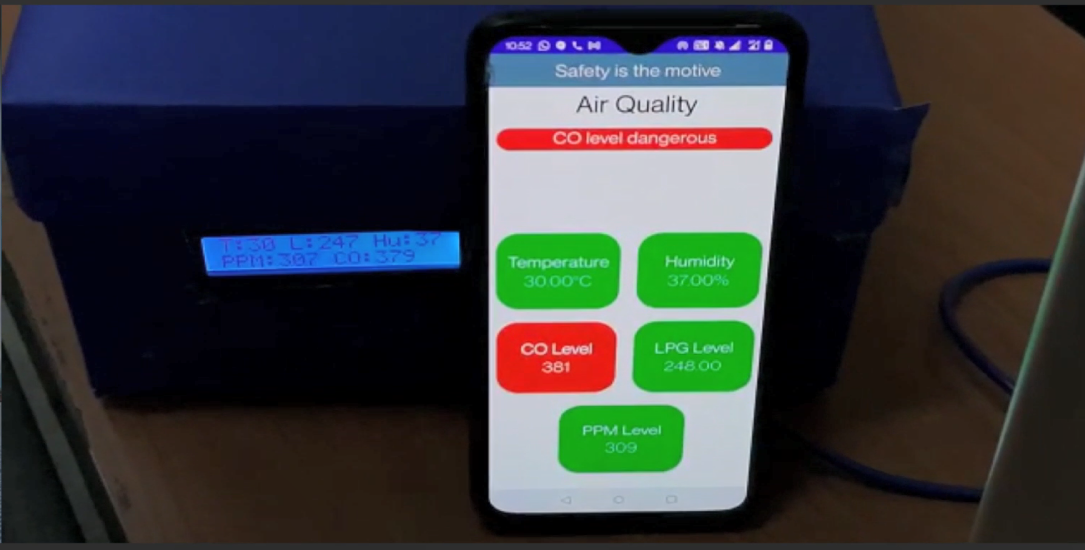 10:52
Safety is the motive
Air Quality
CO level dangerous
T:30 L:247 Hu:37
PPM:307 CO:379
Temperature
30.00°C
Humidity
37.00%
CO Level
381
LPG Level
248.00
PPM Level
309